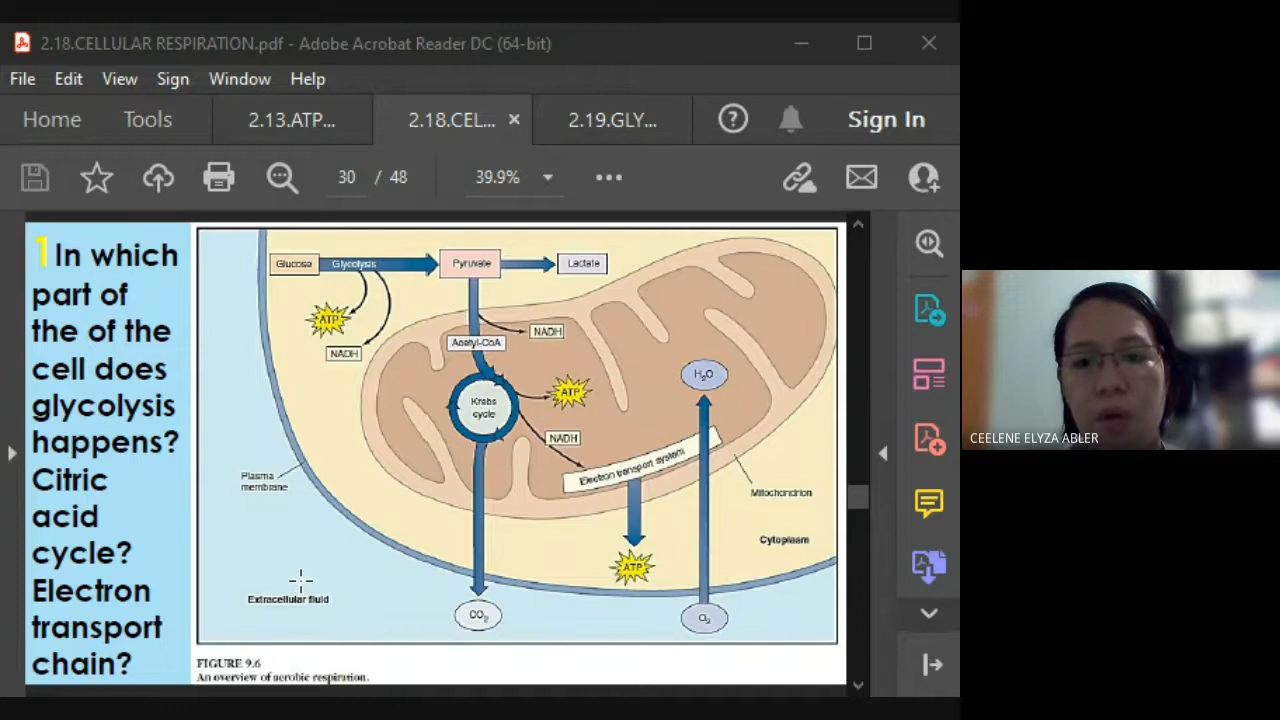 2.18.CELLULAR RESPIRATION.pdf - Adobe Acrobat Reader DC (64-bit)
File Edit View Sign Window Help
Home Tools 2.13.ATP... 2.18.CEL... 2.19.GLY... Sign In
30 / 48 39.9%
1 In which
part of
the of the
cell does
glycolysis
happens?
Citric
acid
cycle?
Electron
transport
chain?
Glucose Glycolysis Pyruvate Lactate
ATP
NADH
NADH
Acetyl-CoA
Krebs
cycle
ATP
H2O
NADH
Electron transport system
Plasma
membrane
Mitochondrion
Cytoplasm
ATP
Extracellular fluid
CO2
O2
FIGURE 9.6
An overview of aerobic respiration.
CEELENE ELYZA ABLER